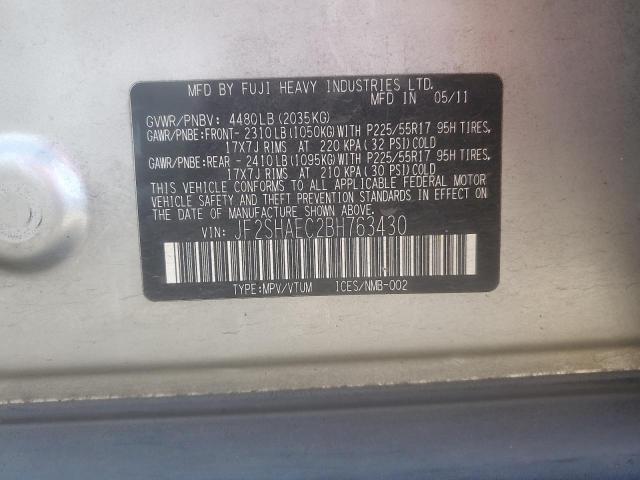 MFD BY FUJI HEAVY INDUSTRIES LTD.
MFD IN 05/11
GVWR/PNBV: 4480LB(2035KG)
GAWR/PNBE:FRONT- 2310LB(1050KG)WITH P225/55R17 95H TIRES,
17X7J RIMS AT 220 KPA(32 PSI)COLD
GAWR/PNBE:REAR - 2410LB(1095KG)WITH P225/55R17 95H TIRES,
17X7J RIMS AT 210 KPA(30 PSI)COLD
THIS VEHICLE CONFORMS TO ALL APPLICABLE FEDERAL MOTOR
VEHICLE SAFETY AND THEFT PREVENTION STANDARDS IN EFFECT
ON THE DATE OF MANUFACTURE SHOWN ABOVE.
VIN: JF2SHAEC2BH763430
TYPE:MPV/VTUM ICES/NMB-002